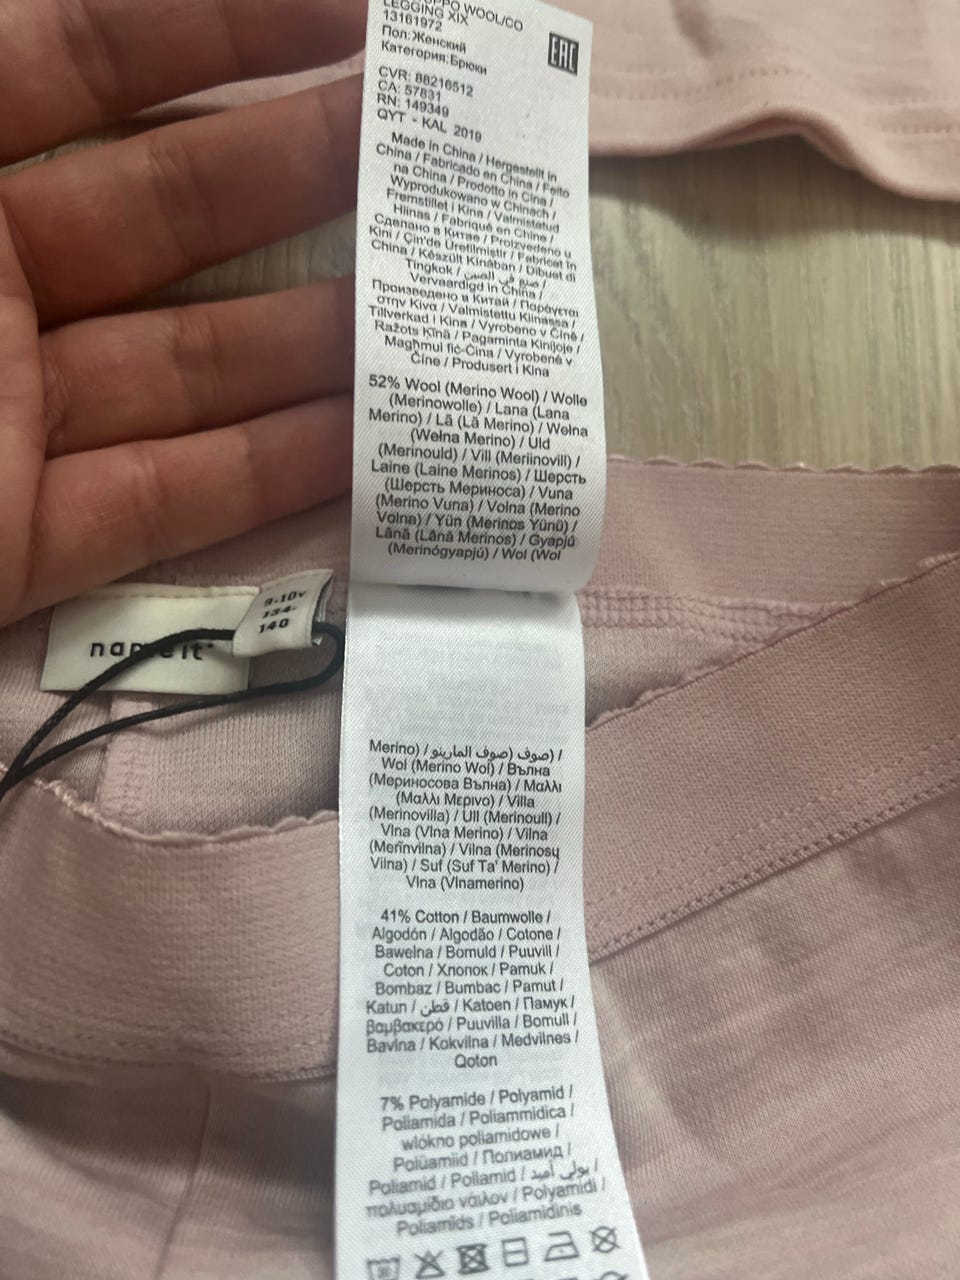 WOOL/CO
LEGGING XIX
13161972
Пол:Женский
Категория:Брюки
EAC
CVR: 88216512
CA: 57831
RN: 149349
QYT - KAL 2019
Made in China / Hergestellt in
China / Fabricado en China / Feito
na China / Prodotto in Cina /
Wyprodukowano w Chinach /
Fremstillet i Kina / Valmistatud
Hiinas / Fabriqué en Chine /
Сделано в Китае / Proizvedeno u
Kini / Çin'de Üretilmiştir / Fabricat în
China / Készült Kínában / Dibuat di
Tingkok / صنع في الصين /
Vervaardigd in China /
Произведено в Китай / Παράγεται
στην Κίνα / Valmistettu Kiinassa /
Tillverkad i Kina / Vyrobeno v Číně /
Ražots Ķīnā / Pagaminta Kinijoje /
Magħmul fiċ-Ċina / Vyrobené v
Číne / Produsert i Kina
52% Wool (Merino Wool) / Wolle
(Merinowolle) / Lana (Lana
Merino) / Lã (Lã Merino) / Wełna
(Wełna Merino) / Uld
(Merinould) / Vill (Meriinovill) /
Laine (Laine Merinos) / Шерсть
(Шерсть Мериноса) / Vuna
(Merino Vuna) / Volna (Merino
Volna) / Yün (Merinos Yünü) /
Lână (Lână Merinos) / Gyapjú
(Merinógyapjú) / Wol (Wol
9-10Y
134-
140
name it
Merino) / صوف (صوف المارينو) /
Wol (Merino Wol) / Вълна
(Мериносова Вълна) / Μαλλι
(Μαλλι Μερινο) / Villa
(Merinovilla) / Ull (Merinoull) /
Vlna (Vlna Merino) / Vilna
(Merīnvilna) / Vilna (Merinosų
Vilna) / Suf (Suf Ta' Merino) /
Vlna (Vlnamerino)
41% Cotton / Baumwolle /
Algodón / Algodão / Cotone /
Bawełna / Bomuld / Puuvill /
Coton / Хлопок / Pamuk /
Bombaz / Bumbac / Pamut /
Katun / قطن / Katoen / Памук /
βαμβακερό / Puuvilla / Bomull /
Bavlna / Kokvilna / Medvilnes /
Qoton
7% Polyamide / Polyamid /
Poliamida / Poliammidica /
włókno poliamidowe /
Polüamiid / Полиамид /
Poliamid / Poliamid / بولي أميد /
πολυαμίδιο νάιλον / Polyamidi /
Poliamīds / Poliamidinis
30